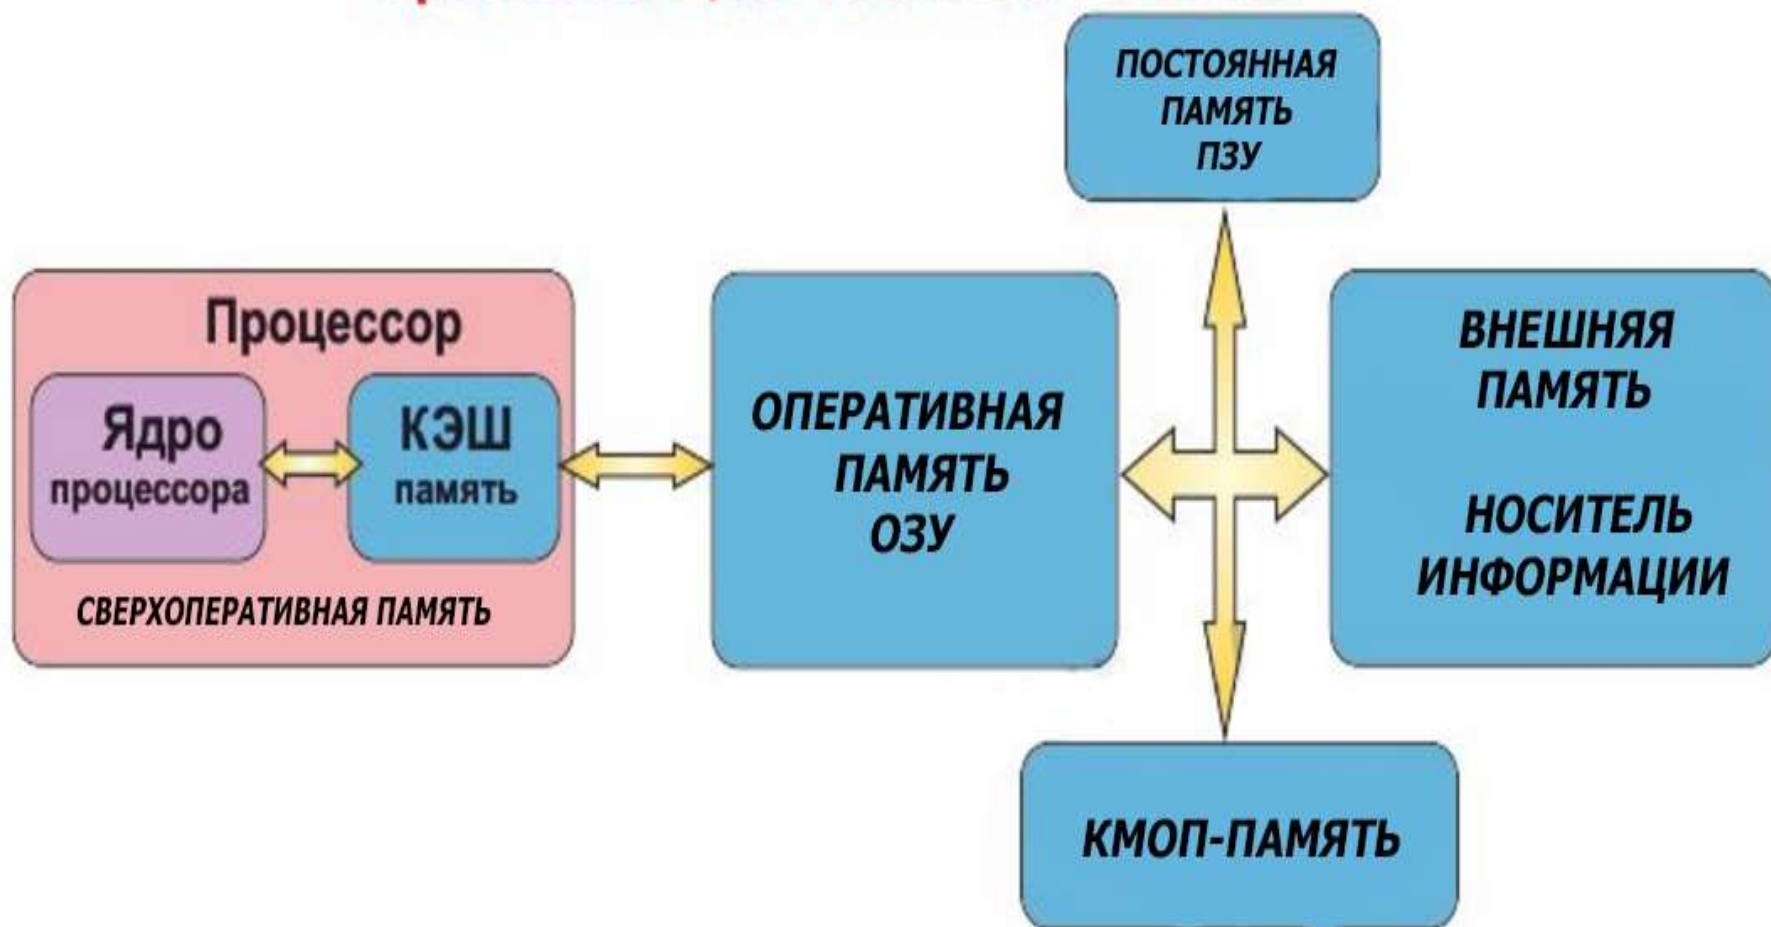 ПОСТОЯННАЯ
ПАМЯТЬ
ПЗУ
Процессор
Ядро
процессора
КЭШ
память
СВЕРХОПЕРАТИВНАЯ ПАМЯТЬ
ОПЕРАТИВНАЯ
ПАМЯТЬ
ОЗУ
ВНЕШНЯЯ
ПАМЯТЬ
НОСИТЕЛЬ
ИНФОРМАЦИИ
КМОП-ПАМЯТЬ